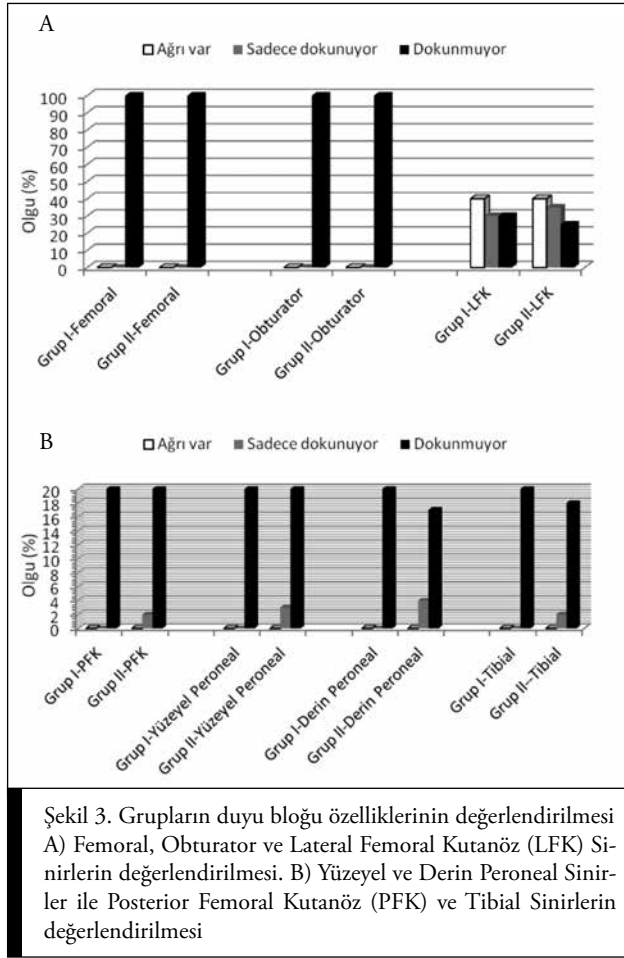 A
Ağrı var Sadece dokunuyor Dokunmuyor
Olgu (%)
100
90
80
70
60
50
40
30
20
10
0
Grup I-Femoral
Grup II-Femoral
Grup I-Obturator
Grup II-Obturator
Grup I-LFK
Grup II-LFK
B
Ağrı var Sadece dokunuyor Dokunmuyor
Olgu (%)
20
18
16
14
12
10
8
6
4
2
0
Grup I-PFK
Grup II-PFK
Grup I-Yüzeyel Peroneal
Grup II-Yüzeyel Peroneal
Grup I-Derin Peroneal
Grup II-Derin Peroneal
Grup I-Tibial
Grup II--Tibial
Şekil 3. Grupların duyu bloğu özelliklerinin değerlendirilmesi
A) Femoral, Obturator ve Lateral Femoral Kutanöz (LFK) Si-
nirlerin değerlendirilmesi. B) Yüzeyel ve Derin Peroneal Sinir-
ler ile Posterior Femoral Kutanöz (PFK) ve Tibial Sinirlerin
değerlendirilmesi